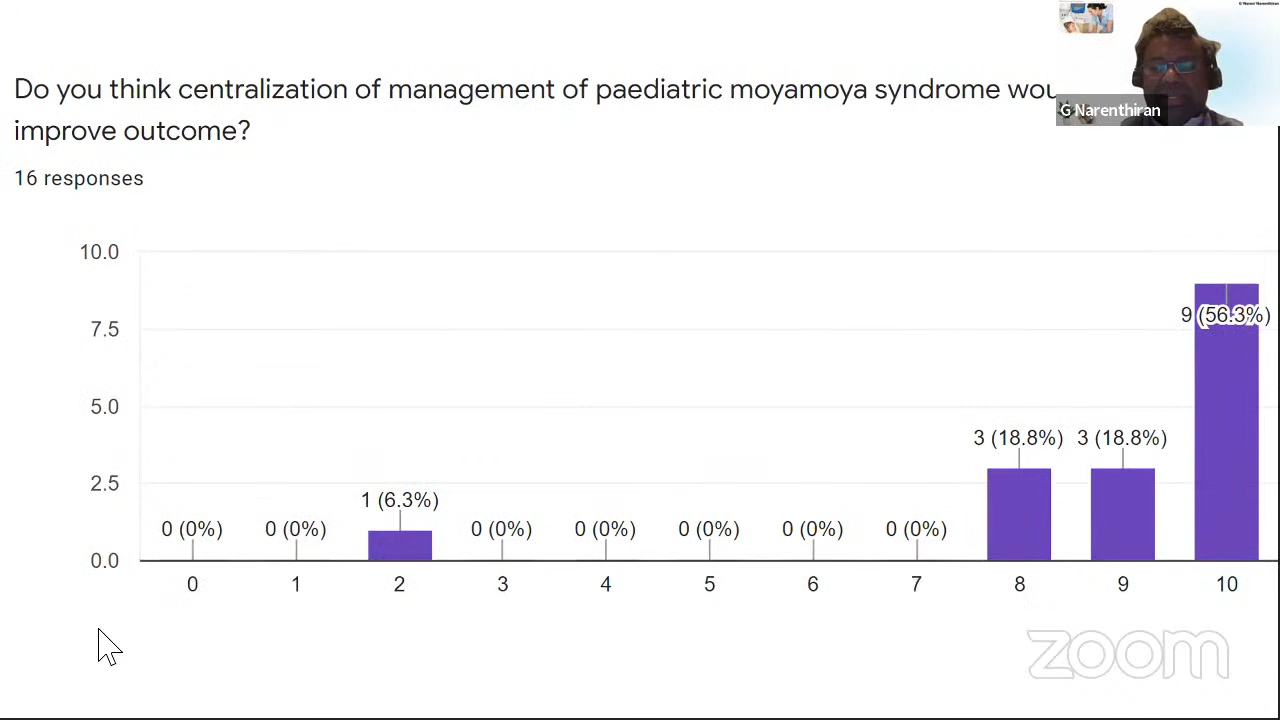 Do you think centralization of management of paediatric moyamoya syndrome
improve outcome?
16 responses
G Narenthiran
10.0
7.5
5.0
2.5
0.0
0 (0%)
0 (0%)
1 (6.3%)
0 (0%)
0 (0%)
0 (0%)
0 (0%)
0 (0%)
3 (18.8%)
3 (18.8%)
9 (56.3%)
0 1 2 3 4 5 6 7 8 9 10
zoom